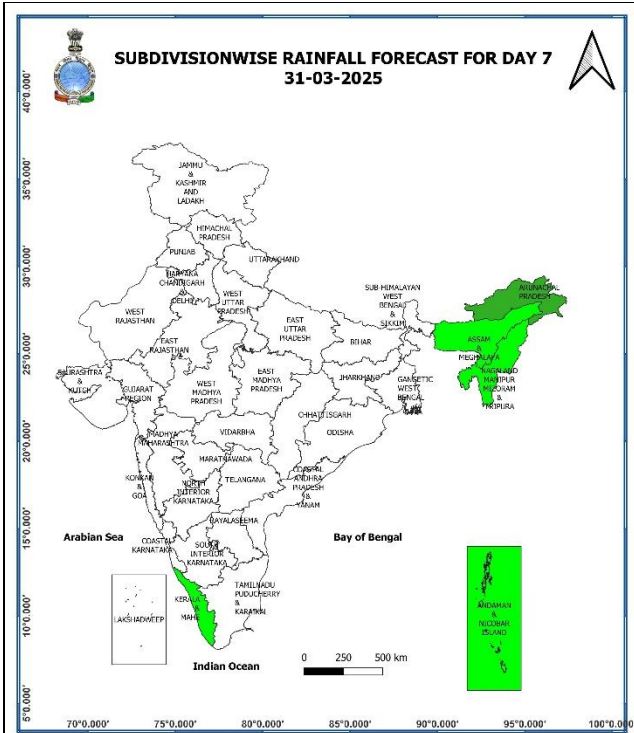 SUBDIVISIONWISE RAINFALL FORECAST FOR DAY 7
31-03-2025
40°0.000'
35°0.000'
30°0.000'
25°0.000'
20°0.000'
15°0.000'
10°0.000'
5°0.000'
JAMMU
&
KASHMIR
AND
LADAKH
HIMACHAL
PRADESH
PUNJAB
UTTARAKHAND
HARYANA
CHANDIGARH
&
DELHI
WEST
UTTAR
PRADESH
SUB-HIMALAYAN
WEST
BENGAL
&
SIKKIM
ARUNACHAL
PRADESH
WEST
RAJASTHAN
EAST
RAJASTHAN
EAST
UTTAR
PRADESH
BIHAR
ASSAM
&
MEGHALAYA
NAGALAND
MANIPUR
MIZORAM
&
TRIPURA
SAURASHTRA
&
KUTCH
GUJARAT
REGION
WEST
MADHYA
PRADESH
EAST
MADHYA
PRADESH
JHARKHAND
GANGETIC
WEST
BENGAL
CHHATTISGARH
ODISHA
MADHYA
MAHARASHTRA
VIDARBHA
MARATHWADA
KONKAN
&
GOA
NORTH
INTERIOR
KARNATAKA
TELANGANA
COASTAL
ANDHRA
PRADESH
&
YANAM
RAYALASEEMA
Arabian Sea
Bay of Bengal
COASTAL
KARNATAKA
SOUTH
INTERIOR
KARNATAKA
TAMILNADU
PUDUCHERRY
&
KARAIKAL
KERALA
&
MAHE
LAKSHADWEEP
ANDAMAN
&
NICOBAR
ISLAND
Indian Ocean
0 250 500 km
70°0.000' 75°0.000' 80°0.000' 85°0.000' 90°0.000' 95°0.000' 100°0.000'